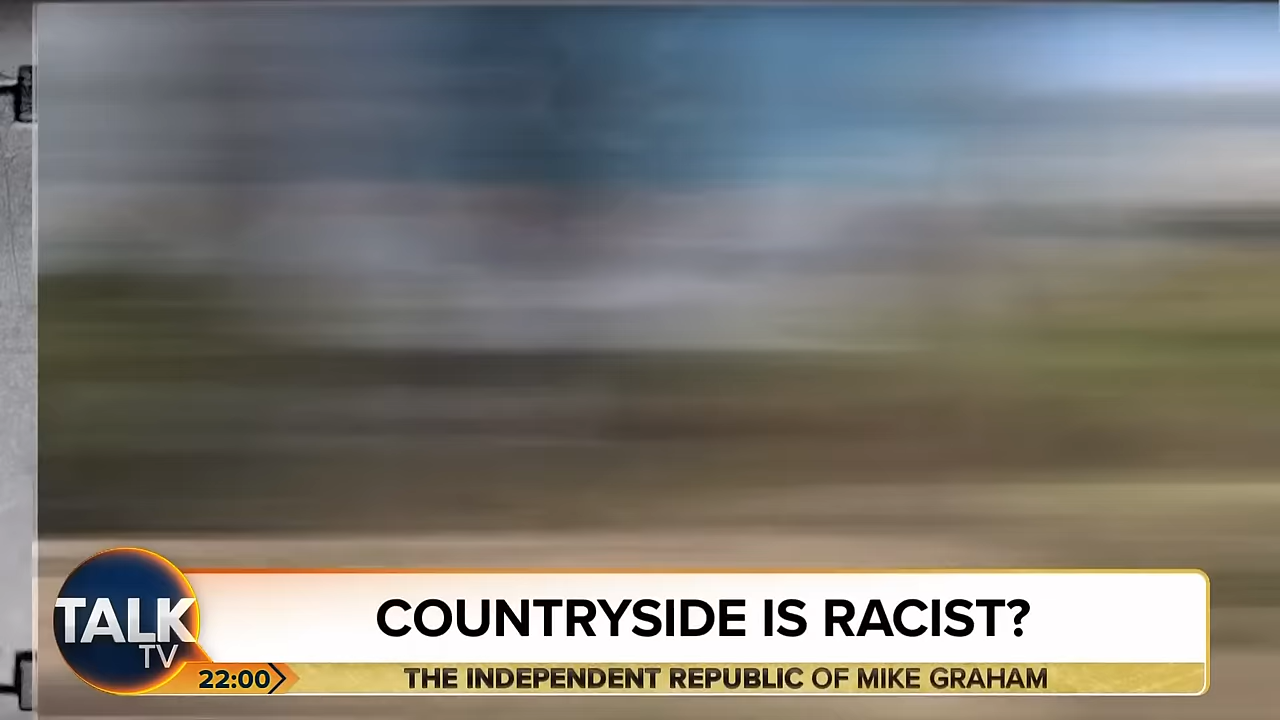 COUNTRYSIDE IS RACIST?
TALK
TV
22:00
THE INDEPENDENT REPUBLIC OF MIKE GRAHAM